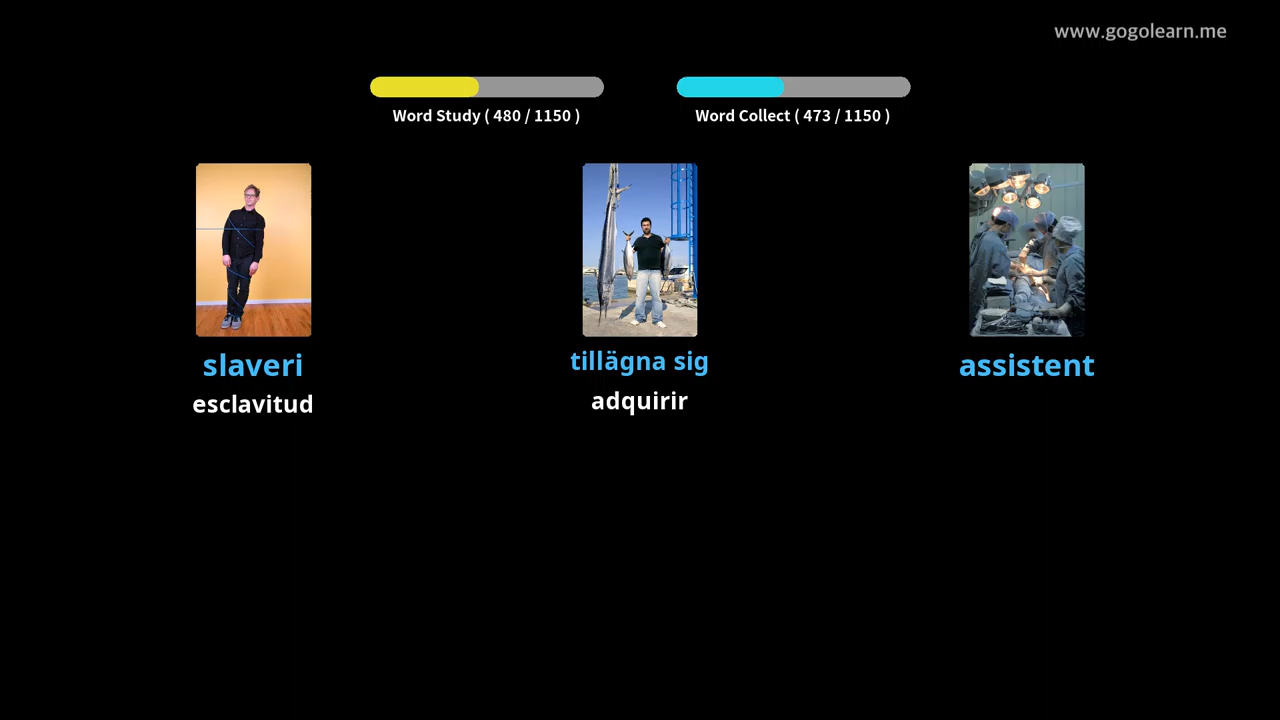 www.gogolearn.me
Word Study ( 480 / 1150 )
Word Collect ( 473 / 1150 )
slaveri
esclavitud
tillägna sig
adquirir
assistent